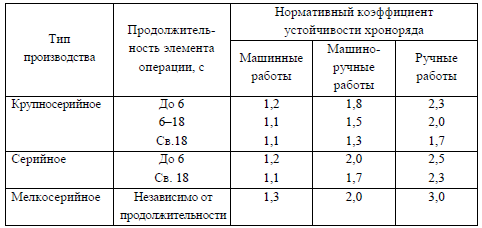 Тип производства
Продолжитель-
ность элемента
операции, с
Нормативный коэффициент
устойчивости хроноряда
Машинные работы
Машино-
ручные
работы
Ручные работы
Крупносерийное До 6 1,2 1,8 2,3
6–18 1,1 1,5 2,0
Св.18 1,1 1,3 1,7
Серийное До 6 1,2 2,0 2,5
Св. 18 1,1 1,7 2,3
Мелкосерийное Независимо от 1,3 2,0 3,0
продолжительности